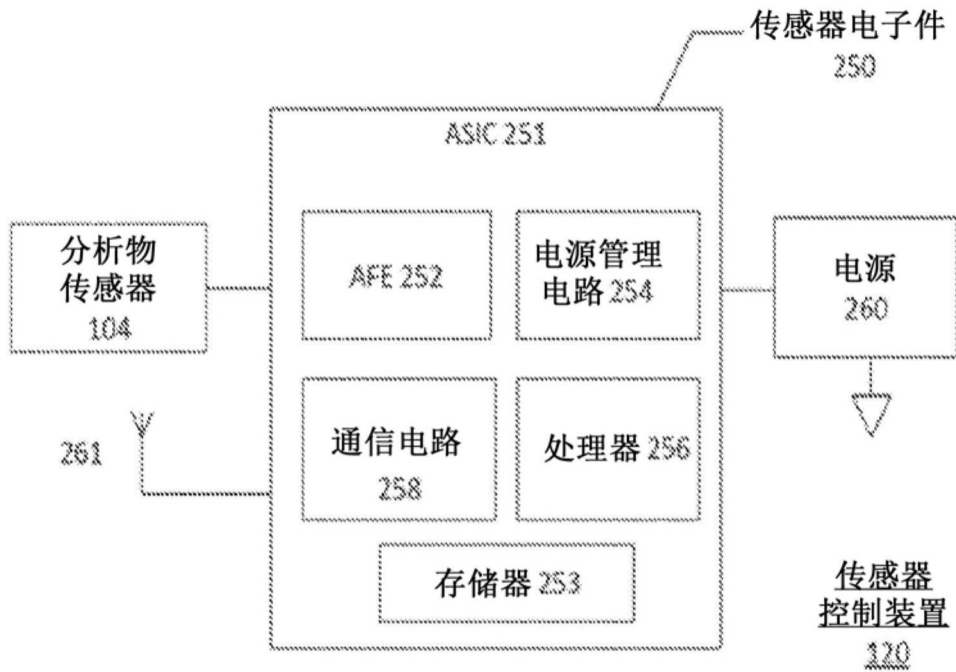 传感器电子件
250
ASIC 251
分析物
传感器
104
AFE 252
电源管理
电路 254
电源
260
261
通信电路
258
处理器 256
存储器 253
传感器
控制装置
120